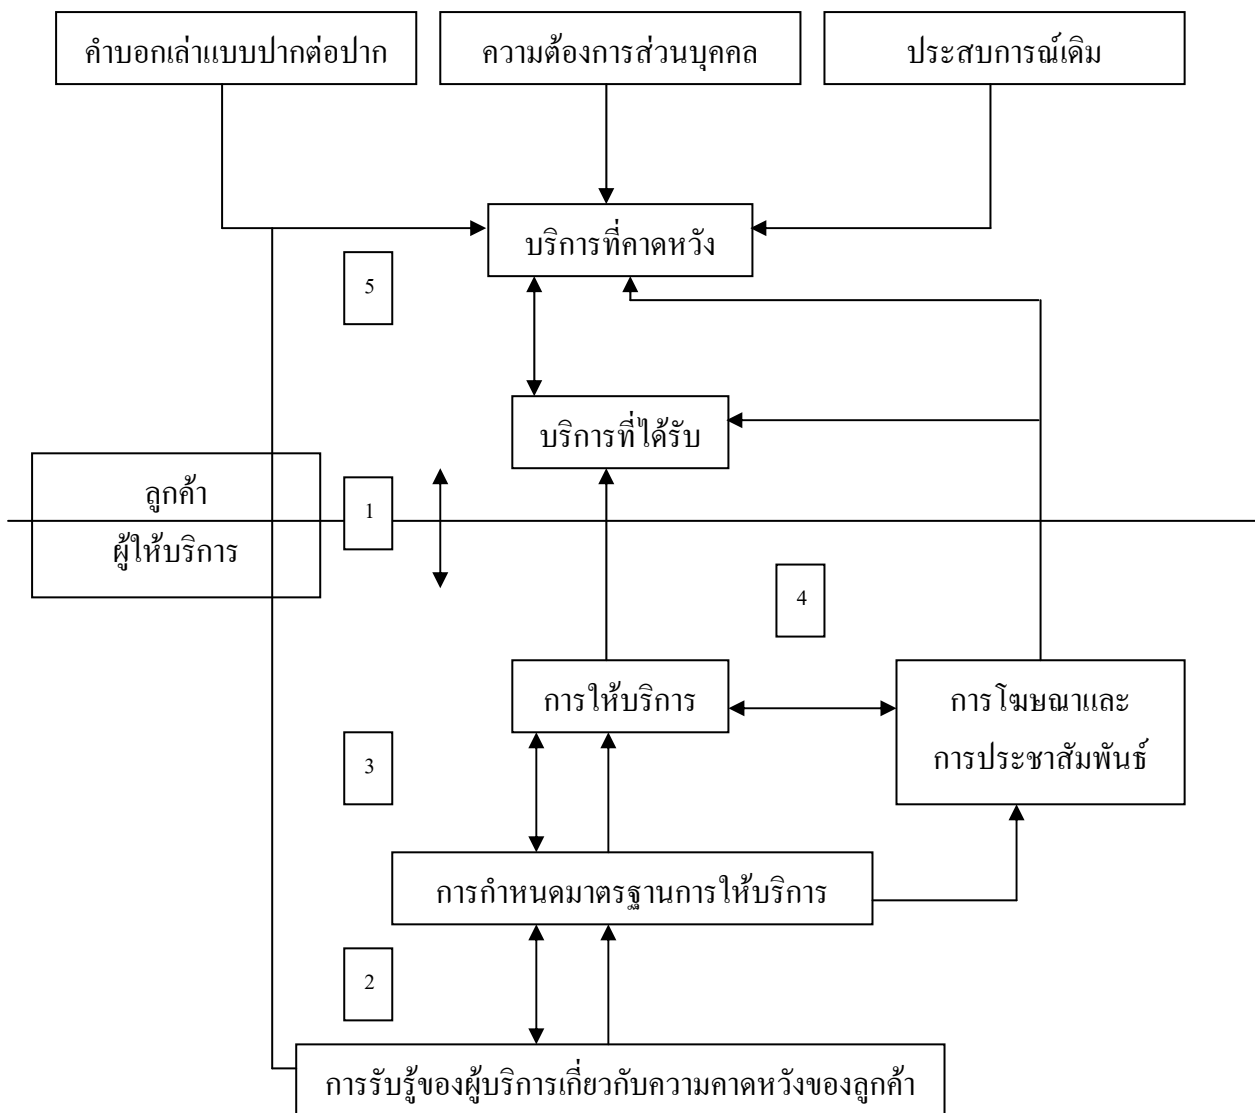 คำบอกเล่าแบบปากต่อปาก
ความต้องการส่วนบุคคล
ประสบการณ์เดิม
บริการที่คาดหวัง
5
บริการที่ได้รับ
ลูกค้า
1
ผู้ให้บริการ
4
การให้บริการ
การโฆษณาและ
การประชาสัมพันธ์
3
การกำหนดมาตรฐานการให้บริการ
2
การรับรู้ของผู้บริการเกี่ยวกับความคาดหวังของลูกค้า